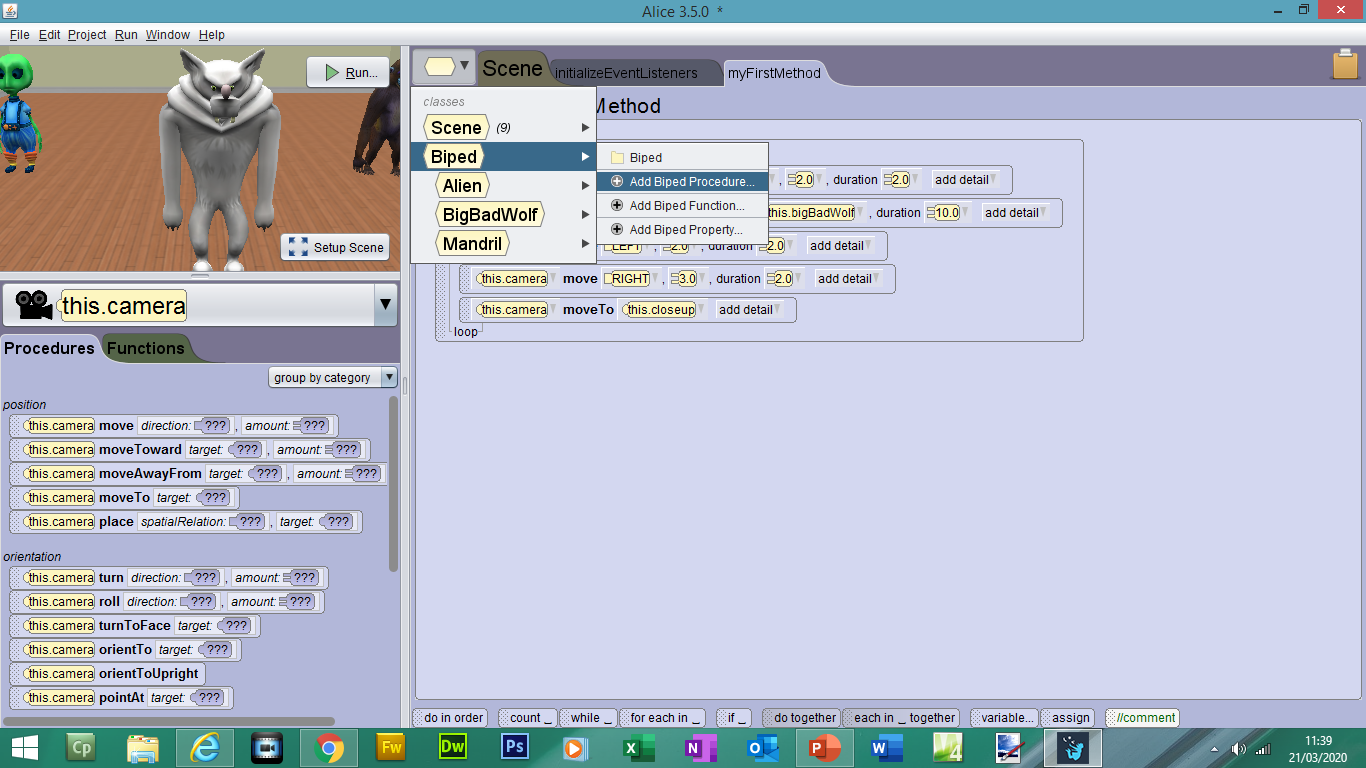 Alice 3.5.0 *
File Edit Project Run Window Help
Run...
Setup Scene
Scene initializeEventListeners myFirstMethod
Method
classes
Scene (9)
Biped
Alien
BigBadWolf
Mandril
Biped
Add Biped Procedure...
Add Biped Function...
Add Biped Property...
, 2.0 , duration 2.0 add detail
this.bigBadWolf , duration 10.0 add detail
LEFT , 2.0 , duration 2.0 add detail
this.camera move RIGHT , 3.0 , duration 2.0 add detail
this.camera moveTo this.closeup add detail
loop
this.camera
Procedures Functions
group by category
position
this.camera move direction: ??? , amount: ???
this.camera moveToward target: ??? , amount: ???
this.camera moveAwayFrom target: ??? , amount: ???
this.camera moveTo target: ???
this.camera place spatialRelation: ??? , target: ???
orientation
this.camera turn direction: ??? , amount: ???
this.camera roll direction: ??? , amount: ???
this.camera turnToFace target: ???
this.camera orientTo target: ???
this.camera orientToUpright
this.camera pointAt target: ???
do in order count _ while _ for each in _ if _ do together each in _ together variable... assign //comment
Cp Fw Dw Ps X N O P W 4
11:39
21/03/2020